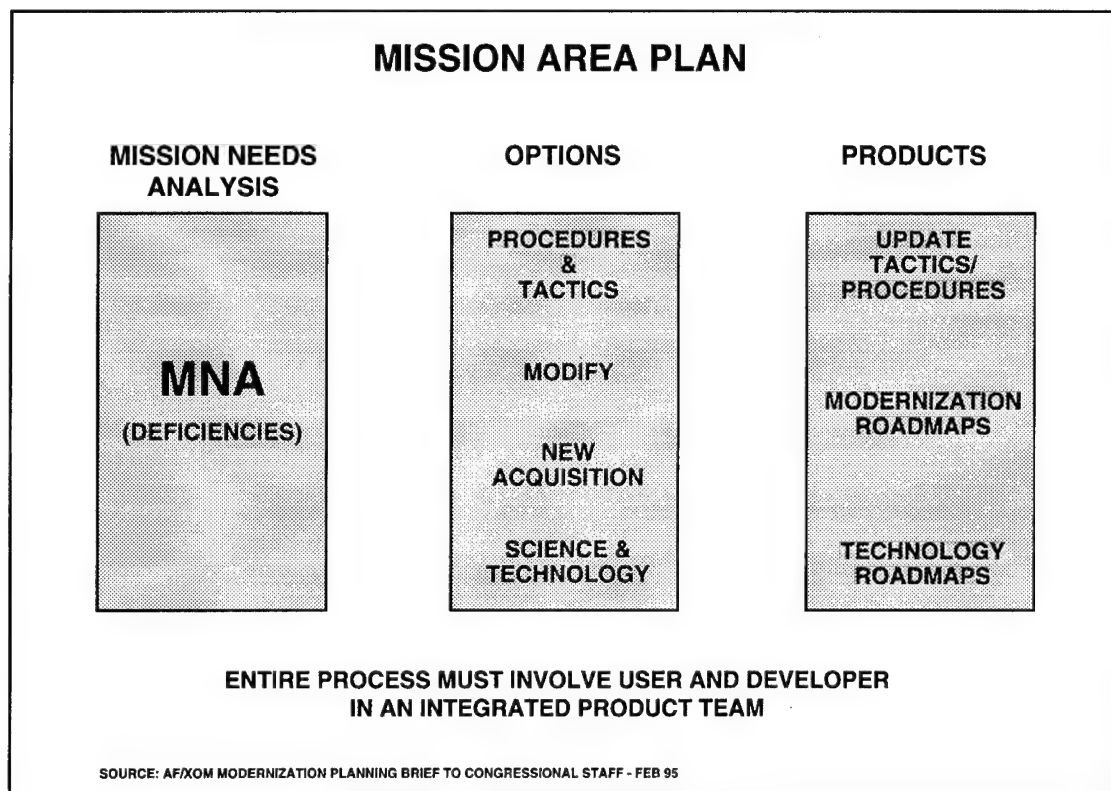 MISSION AREA PLAN
MISSION NEEDS
ANALYSIS
MNA
(DEFICIENCIES)
OPTIONS
PROCEDURES
&
TACTICS
MODIFY
NEW
ACQUISITION
SCIENCE &
TECHNOLOGY
PRODUCTS
UPDATE
TACTICS/
PROCEDURES
MODERNIZATION
ROADMAPS
TECHNOLOGY
ROADMAPS
ENTIRE PROCESS MUST INVOLVE USER AND DEVELOPER
IN AN INTEGRATED PRODUCT TEAM
SOURCE: AF/XOM MODERNIZATION PLANNING BRIEF TO CONGRESSIONAL STAFF - FEB 95